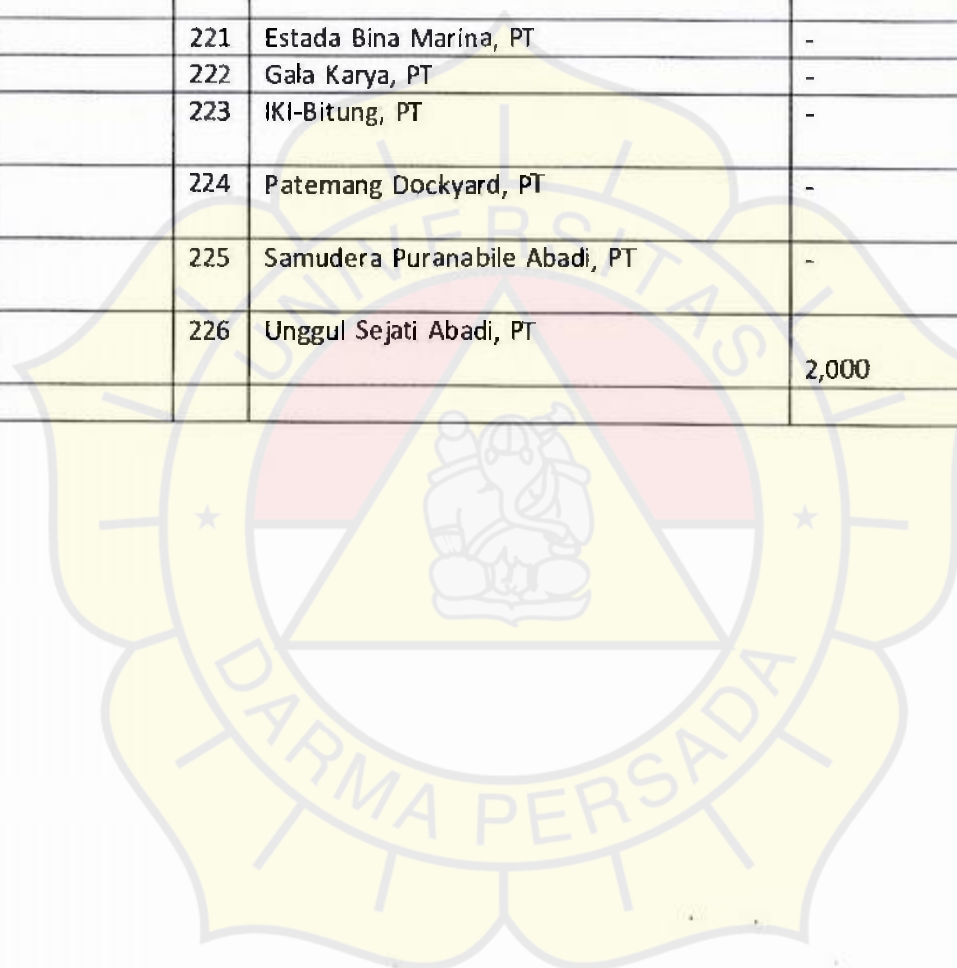 221 Estada Bina Marina, PT -
222 Gala Karya, PT -
223 IKI-Bitung, PT -
224 Patemang Dockyard, PT -
225 Samudera Puranabile Abadi, PT -
226 Unggul Sejati Abadi, PT
2,000
UNIVERSITAS
DARMA PERSADA